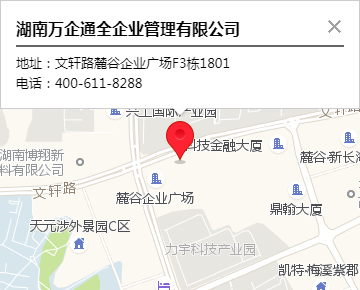 湖南万企通全企业管理有限公司
地址：文轩路麓谷企业广场F3栋1801
电话：400-611-8288
兴工国际产业园
文轩
科技金融大厦
湖南博翔新
料有限公司
麓谷·新长海
文轩路
麓谷企业广场
鼎翰大厦
天元涉外景园C区
力宇科技产业园
凯特·梅溪紫郡